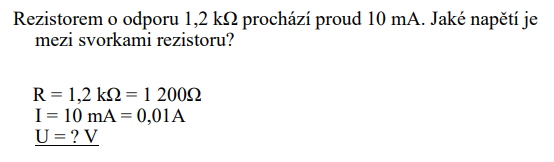 Rezistorem o odporu 1,2 kΩ prochází proud 10 mA. Jaké napětí je
mezi svorkami rezistoru?
R = 1,2 kΩ = 1 200Ω
I = 10 mA = 0,01A
U = ? V